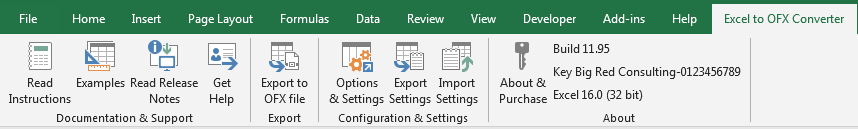 File Home Insert Page Layout Formulas Data Review View Developer Add-ins Help Excel to OFX Converter
Read Instructions
Examples
Read Release Notes
Get Help
Export to OFX file
Options & Settings
Export Settings
Import Settings
About & Purchase
Build 11.95
Key Big Red Consulting-0123456789
Excel 16.0 (32 bit)
Documentation & Support
Export
Configuration & Settings
About